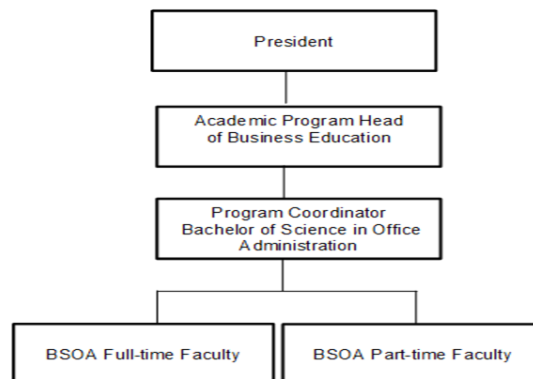 President
Academic Program Head
of Business Education
Program Coordinator
Bachelor of Science in Office
Administration
BSOA Full-time Faculty
BSOA Part-time Faculty